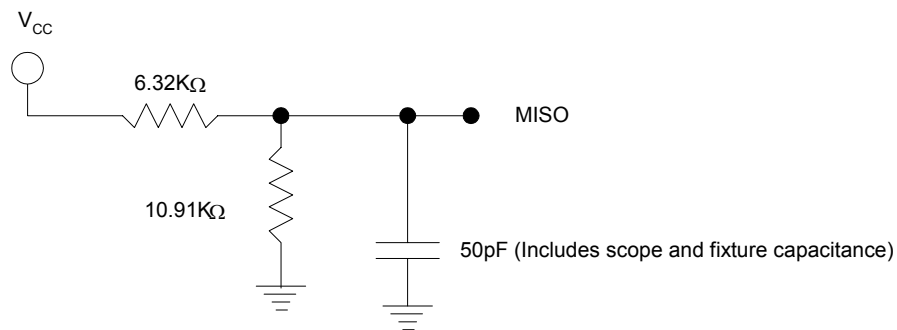 V_CC
6.32KΩ
MISO
10.91KΩ
50pF (Includes scope and fixture capacitance)